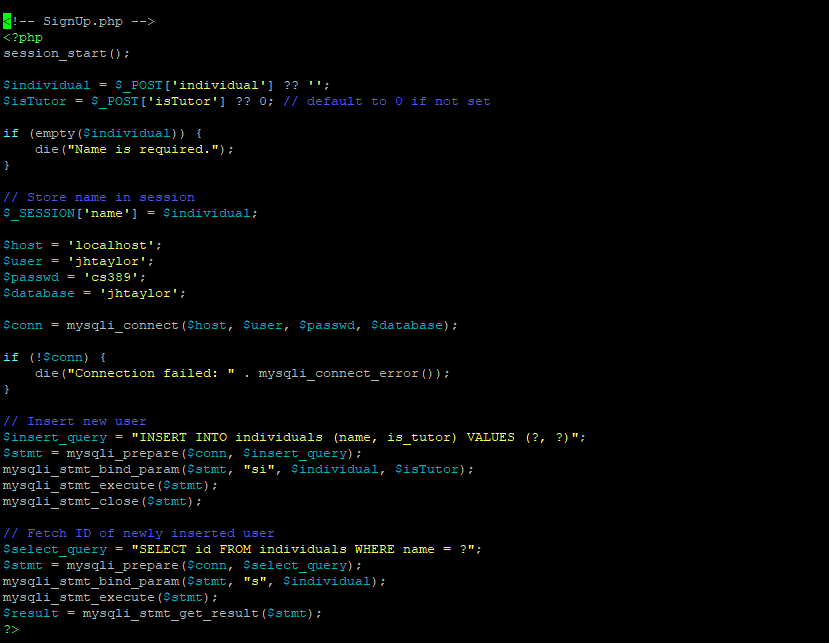 <!-- SignUp.php -->
<?php
session_start();

$individual = $_POST['individual'] ?? '';
$isTutor = $_POST['isTutor'] ?? 0; // default to 0 if not set

if (empty($individual)) {
    die("Name is required.");
}

// Store name in session
$_SESSION['name'] = $individual;

$host = 'localhost';
$user = 'jhtaylor';
$passwd = 'cs389';
$database = 'jhtaylor';

$conn = mysqli_connect($host, $user, $passwd, $database);

if (!$conn) {
    die("Connection failed: " . mysqli_connect_error());
}

// Insert new user
$insert_query = "INSERT INTO individuals (name, is_tutor) VALUES (?, ?)";
$stmt = mysqli_prepare($conn, $insert_query);
mysqli_stmt_bind_param($stmt, "si", $individual, $isTutor);
mysqli_stmt_execute($stmt);
mysqli_stmt_close($stmt);

// Fetch ID of newly inserted user
$select_query = "SELECT id FROM individuals WHERE name = ?";
$stmt = mysqli_prepare($conn, $select_query);
mysqli_stmt_bind_param($stmt, "s", $individual);
mysqli_stmt_execute($stmt);
$result = mysqli_stmt_get_result($stmt);
?>